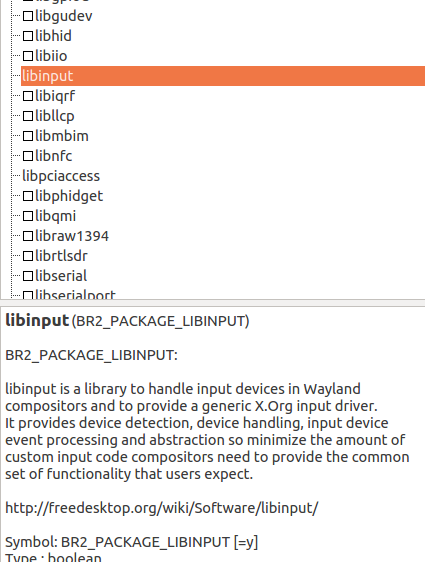 libgudev
libhid
libiio
libinput
libiqrf
libllcp
libmbim
libnfc
libpciaccess
libphidget
libqmi
libraw1394
librtlsdr
libserial
libserialport
libinput (BR2_PACKAGE_LIBINPUT)
BR2_PACKAGE_LIBINPUT:
libinput is a library to handle input devices in Wayland
compositors and to provide a generic X.Org input driver.
It provides device detection, device handling, input device
event processing and abstraction so minimize the amount of
custom input code compositors need to provide the common
set of functionality that users expect.
http://freedesktop.org/wiki/Software/libinput/
Symbol: BR2_PACKAGE_LIBINPUT [=y]
Type : boolean